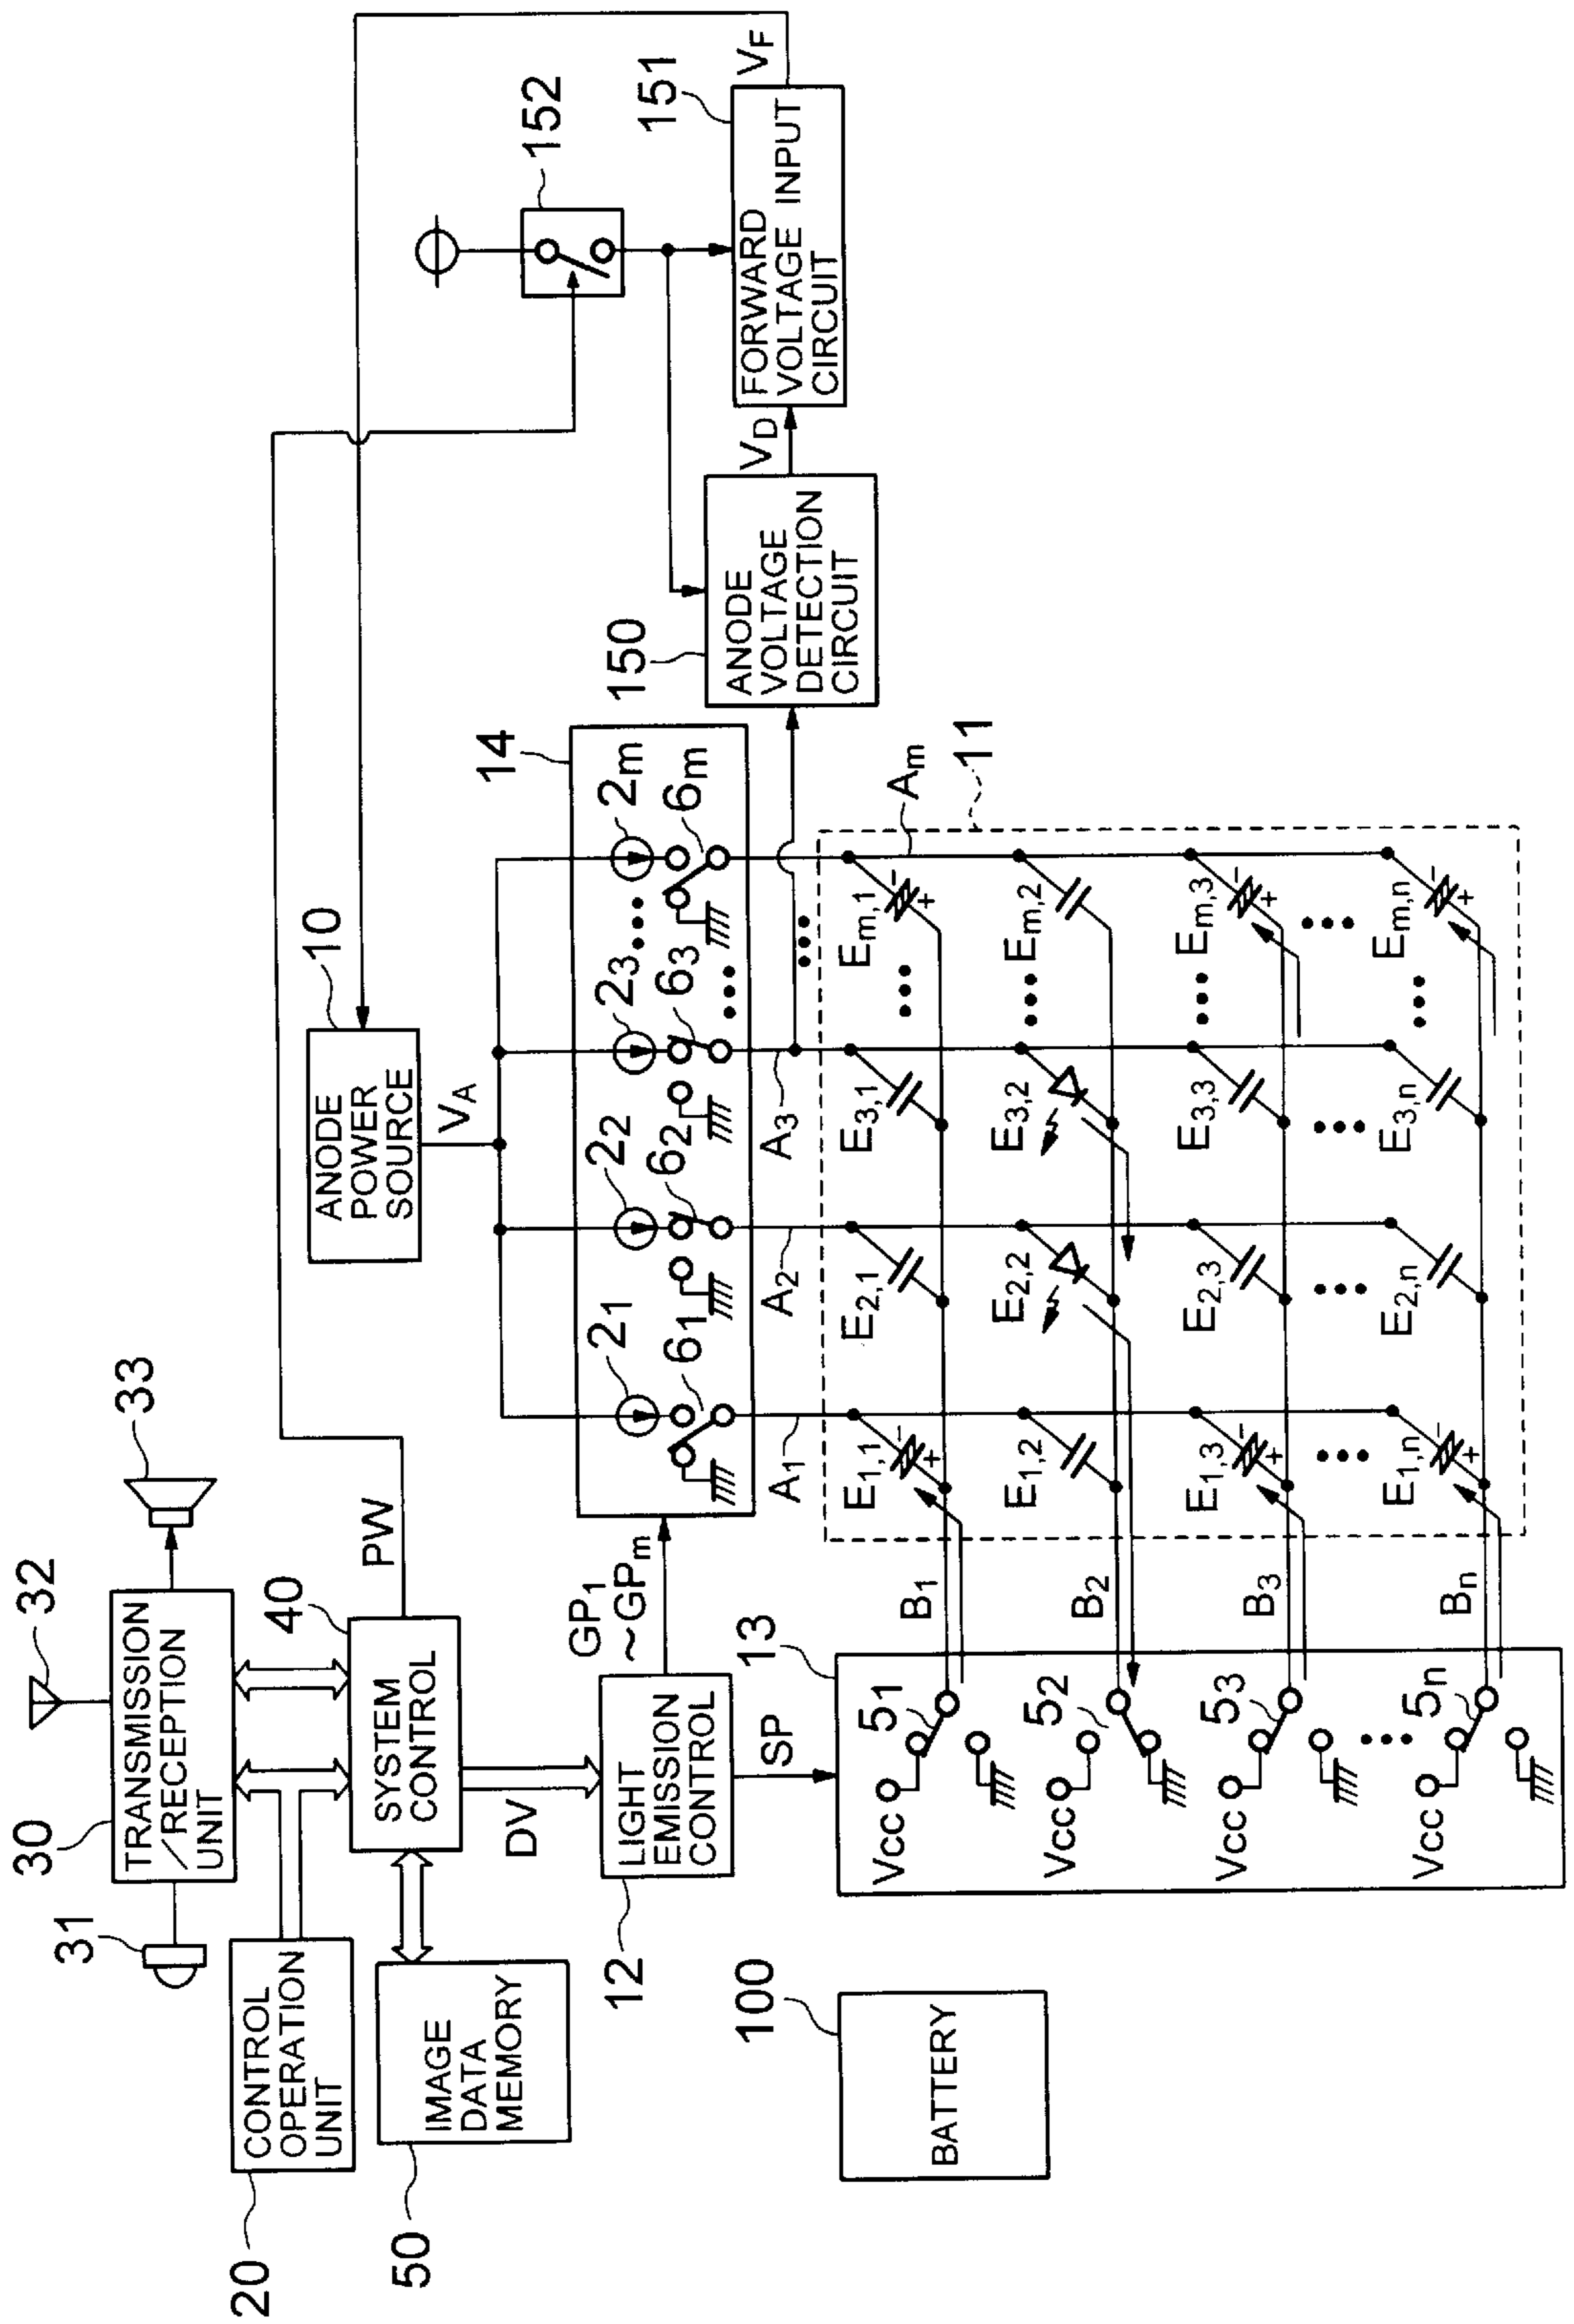 33
32
30
TRANSMISSION
/RECEPTION
UNIT
31
20
CONTROL
OPERATION
UNIT
40
SYSTEM
CONTROL
PW
50
IMAGE
DATA
MEMORY
DV
12
LIGHT
EMISSION
CONTROL
GP1
~GPm
SP
100
BATTERY
10
ANODE
POWER
SOURCE
VA
14
21
22
23
2m
61
62
63
6m
152
VF
151
FORWARD
VOLTAGE INPUT
CIRCUIT
VD
150
ANODE
VOLTAGE
DETECTION
CIRCUIT
11
A1
A2
A3
Am
E1,1
E2,1
E3,1
Em,1
E1,2
E2,2
E3,2
Em,2
E1,3
E2,3
E3,3
Em,3
E1,n
E2,n
E3,n
Em,n
- +
- +
- +
- +
- +
- +
B1
B2
B3
Bn
13
51
52
53
5n
Vcc
Vcc
Vcc
Vcc